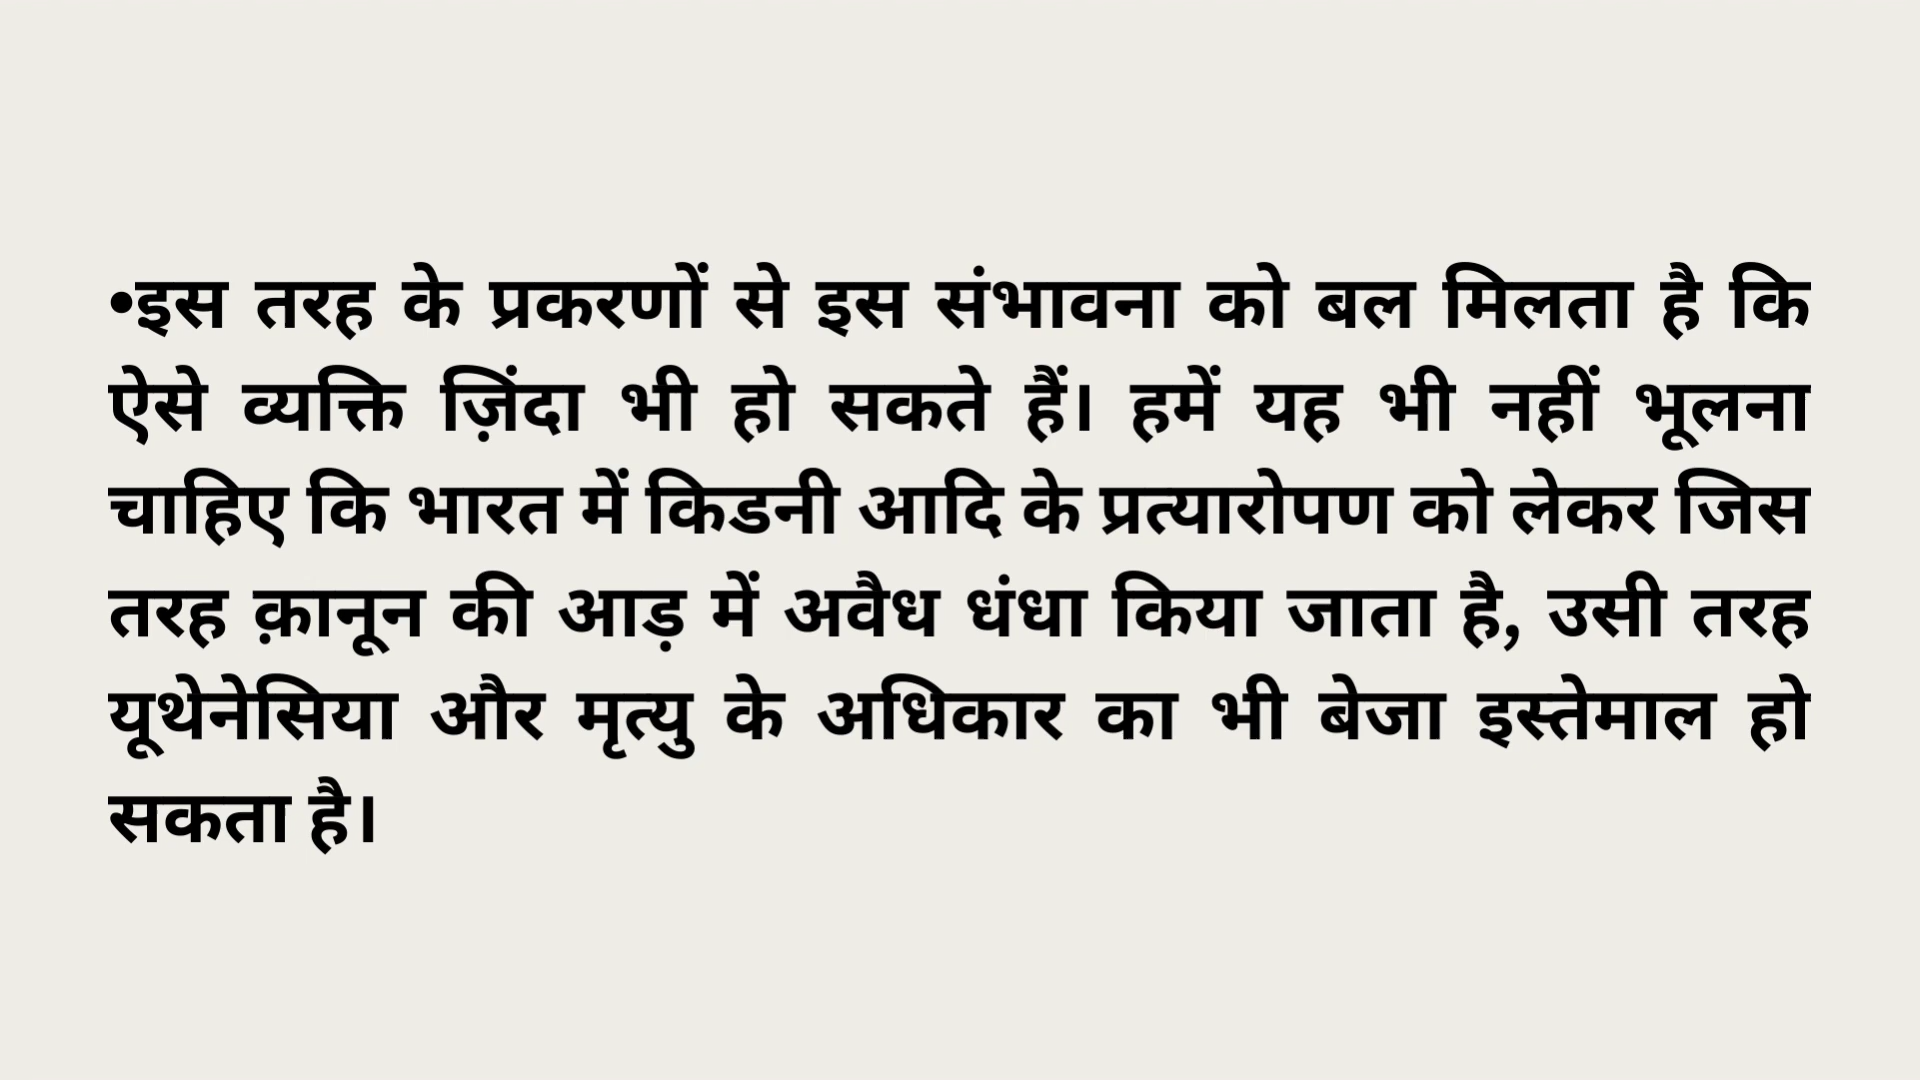 •इस तरह के प्रकरणों से इस संभावना को बल मिलता है कि
ऐसे व्यक्ति ज़िंदा भी हो सकते हैं। हमें यह भी नहीं भूलना
चाहिए कि भारत में किडनी आदि के प्रत्यारोपण को लेकर जिस
तरह क़ानून की आड़ में अवैध धंधा किया जाता है, उसी तरह
यूथेनेसिया और मृत्यु के अधिकार का भी बेजा इस्तेमाल हो
सकता है।